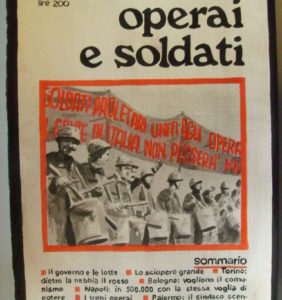 lire 200
operai
e soldati
SOLDATI PROLETARI UNITI AGLI OPERAI
IN ITALIA NON PASSERA' MAI
sommario
■ il governo e le lotte ■ Lo sciopero grande ■ Torino:
dietro la nebbia il rosso ■ Bologna: vogliono il comu-
nismo ■ Napoli: in 500.000 con la stessa voglia di
potere ■ I treni operai ■ Palermo: il sindaco scen-